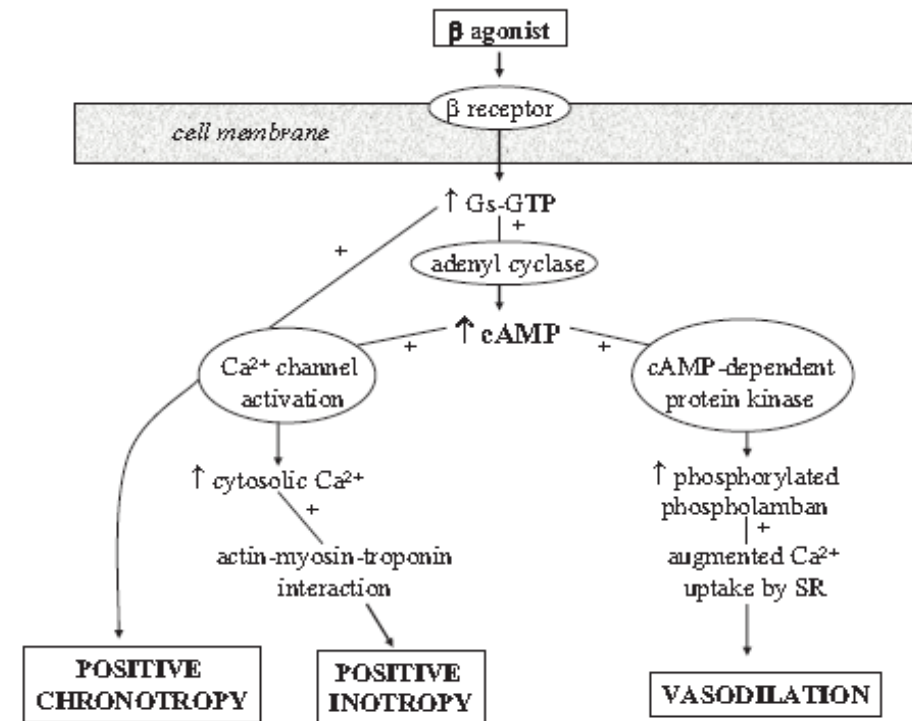 β agonist
β receptor
cell membrane
↑ Gs-GTP
+
+
adenyl cyclase
↑ cAMP
+
+
Ca²⁺ channel
activation
cAMP-dependent
protein kinase
↑ cytosolic Ca²⁺
+
↑ phosphorylated
phospholamban
+
actin-myosin-troponin
interaction
augmented Ca²⁺
uptake by SR
POSITIVE
CHRONOTROPY
POSITIVE
INOTROPY
VASODILATION